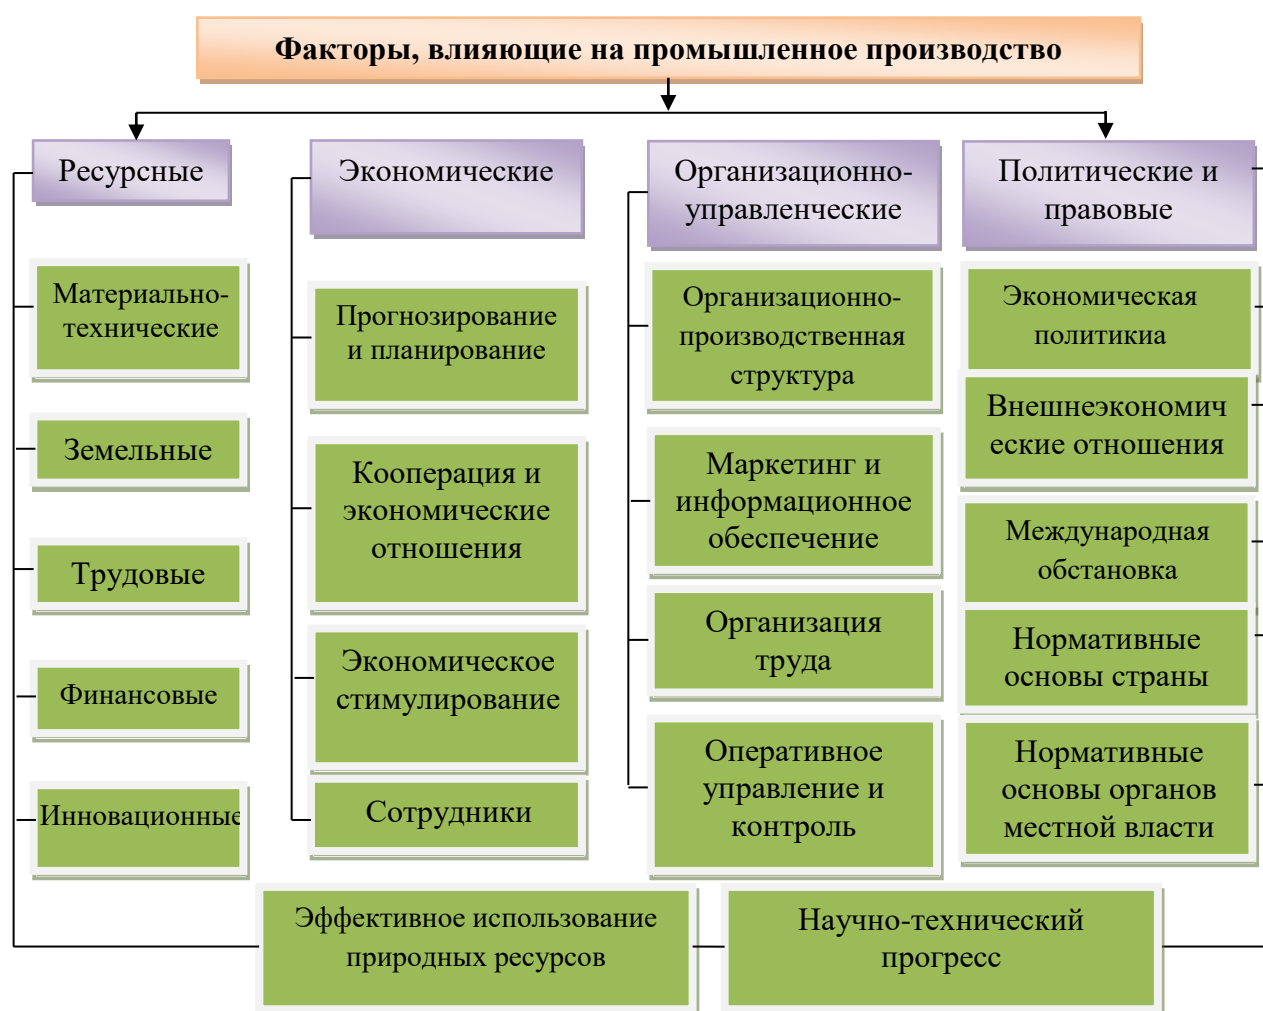 Факторы, влияющие на промышленное производство
Ресурсные
Материально-
технические
Земельные
Трудовые
Финансовые
Инновационные
Экономические
Прогнозирование
и планирование
Кооперация и
экономические
отношения
Экономическое
стимулирование
Сотрудники
Организационно-
управленческие
Организационно-
производственная
структура
Маркетинг и
информационное
обеспечение
Организация
труда
Оперативное
управление и
контроль
Политические и
правовые
Экономическая
политикиа
Внешнеэкономич
еские отношения
Международная
обстановка
Нормативные
основы страны
Нормативные
основы органов
местной власти
Эффективное использование
природных ресурсов
Научно-технический
прогресс